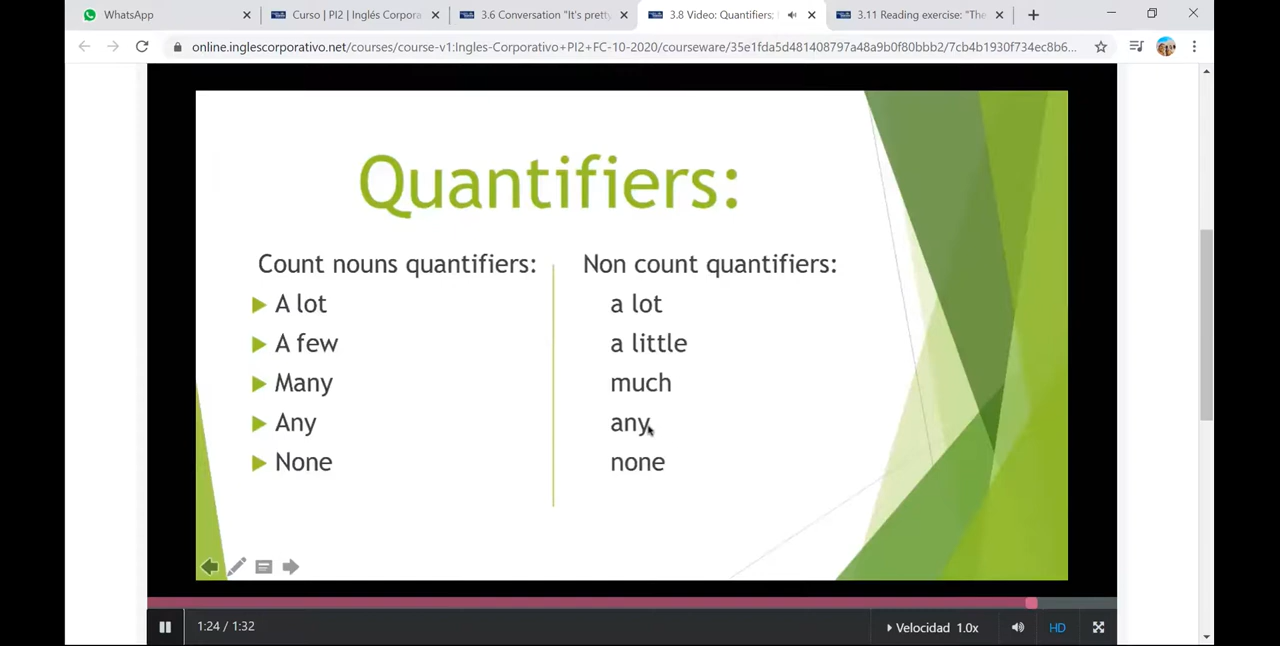 WhatsApp
Curso | PI2 | Inglés Corpora
3.6 Conversation "It's pretty
3.8 Video: Quantifiers:
3.11 Reading exercise: "The
online.inglescorporativo.net/courses/course-v1:Ingles-Corporativo+PI2+FC-10-2020/courseware/35e1fda5d481408797a48a9b0f80bbb2/7cb4b1930f734ec8b6...
Quantifiers:
Count nouns quantifiers:
A lot
A few
Many
Any
None
Non count quantifiers:
a lot
a little
much
any
none
1:24 / 1:32
Velocidad 1.0x
HD